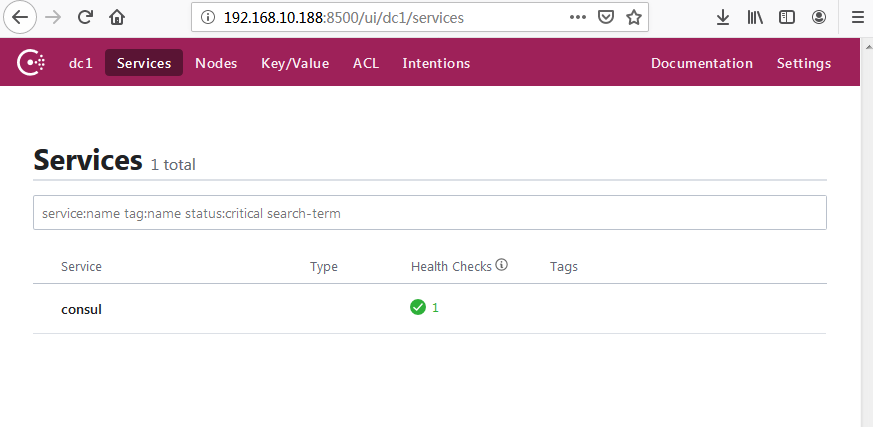 192.168.10.188:8500/ui/dc1/services
dc1 Services Nodes Key/Value ACL Intentions Documentation Settings
Services 1 total
service:name tag:name status:critical search-term
Service Type Health Checks Tags
consul 1